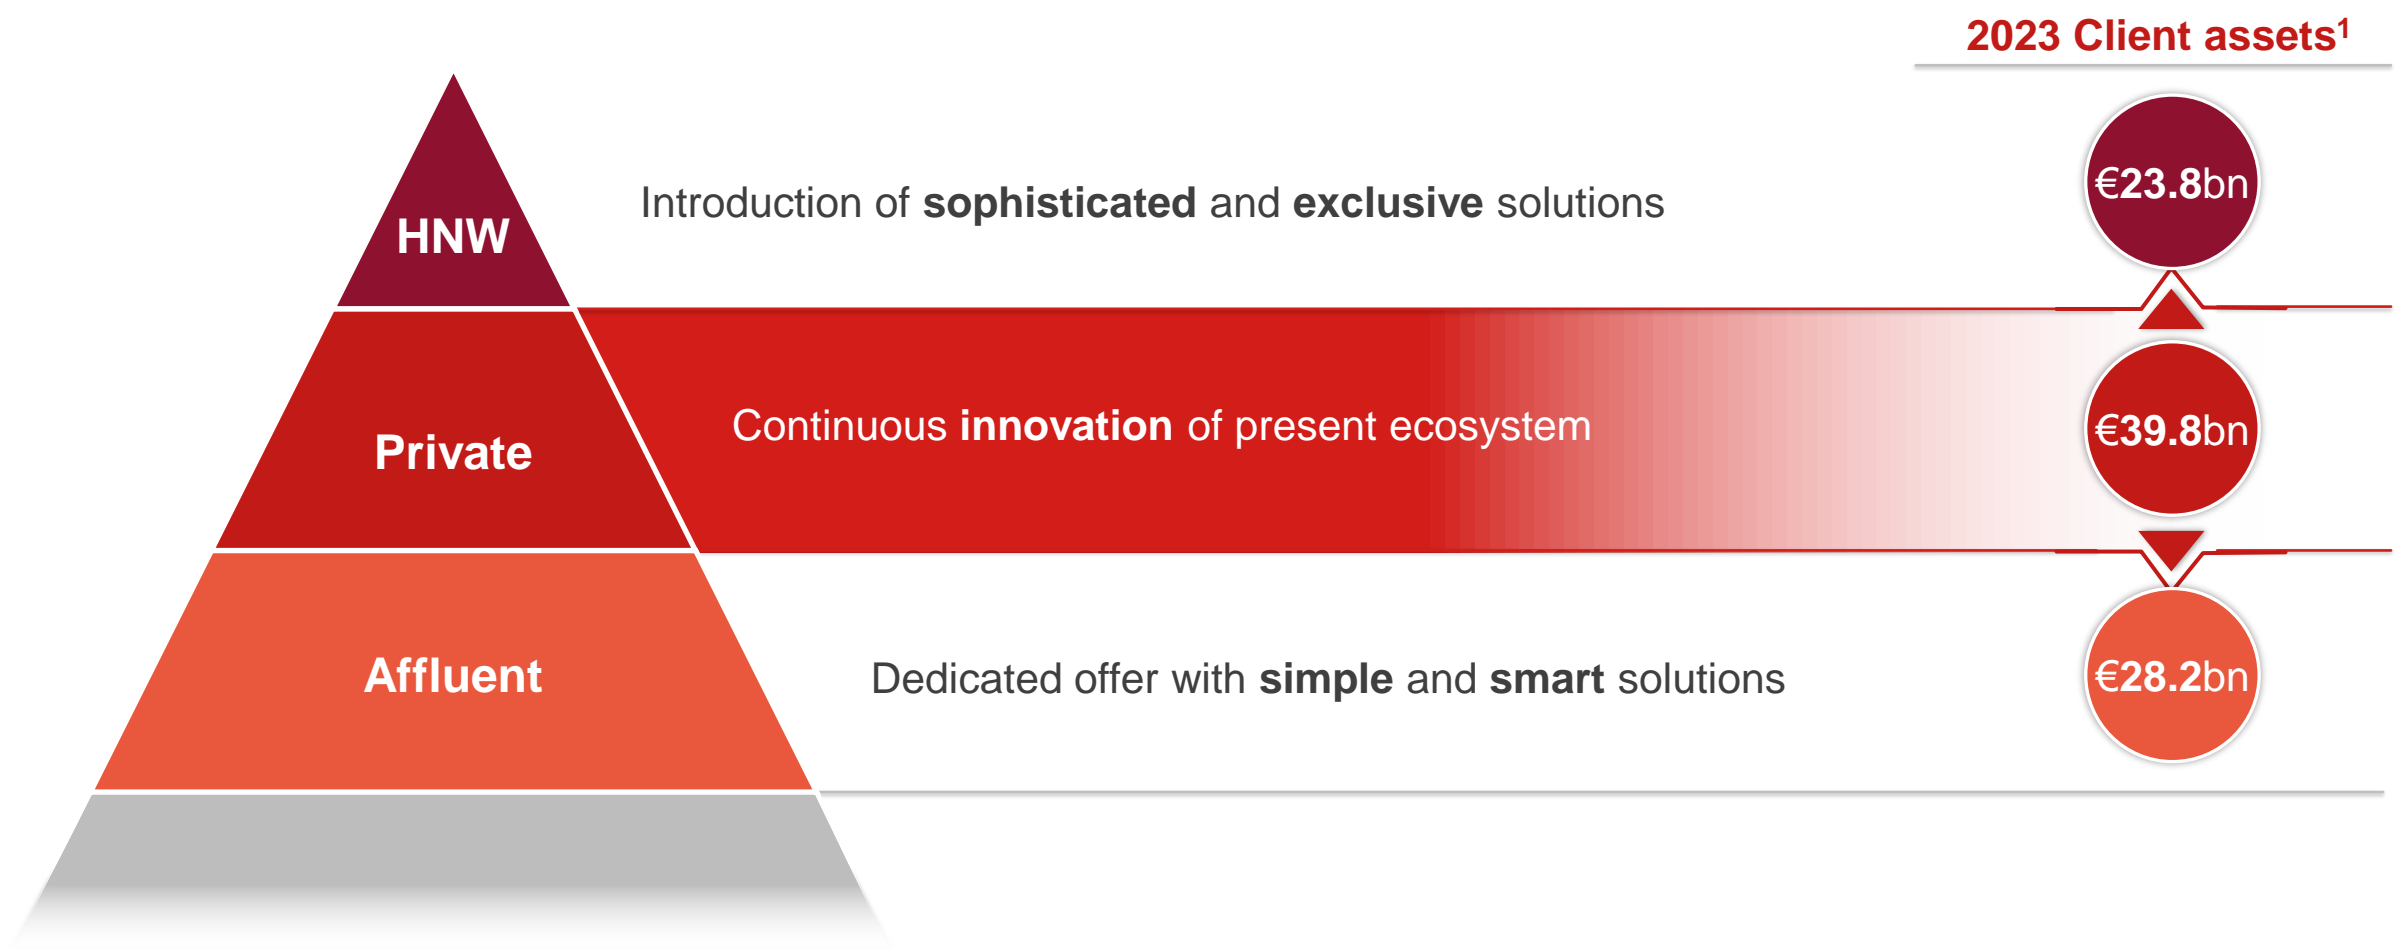 2023 Client assets¹
HNW
Introduction of sophisticated and exclusive solutions
€23.8bn
Private
Continuous innovation of present ecosystem
€39.8bn
Affluent
Dedicated offer with simple and smart solutions
€28.2bn